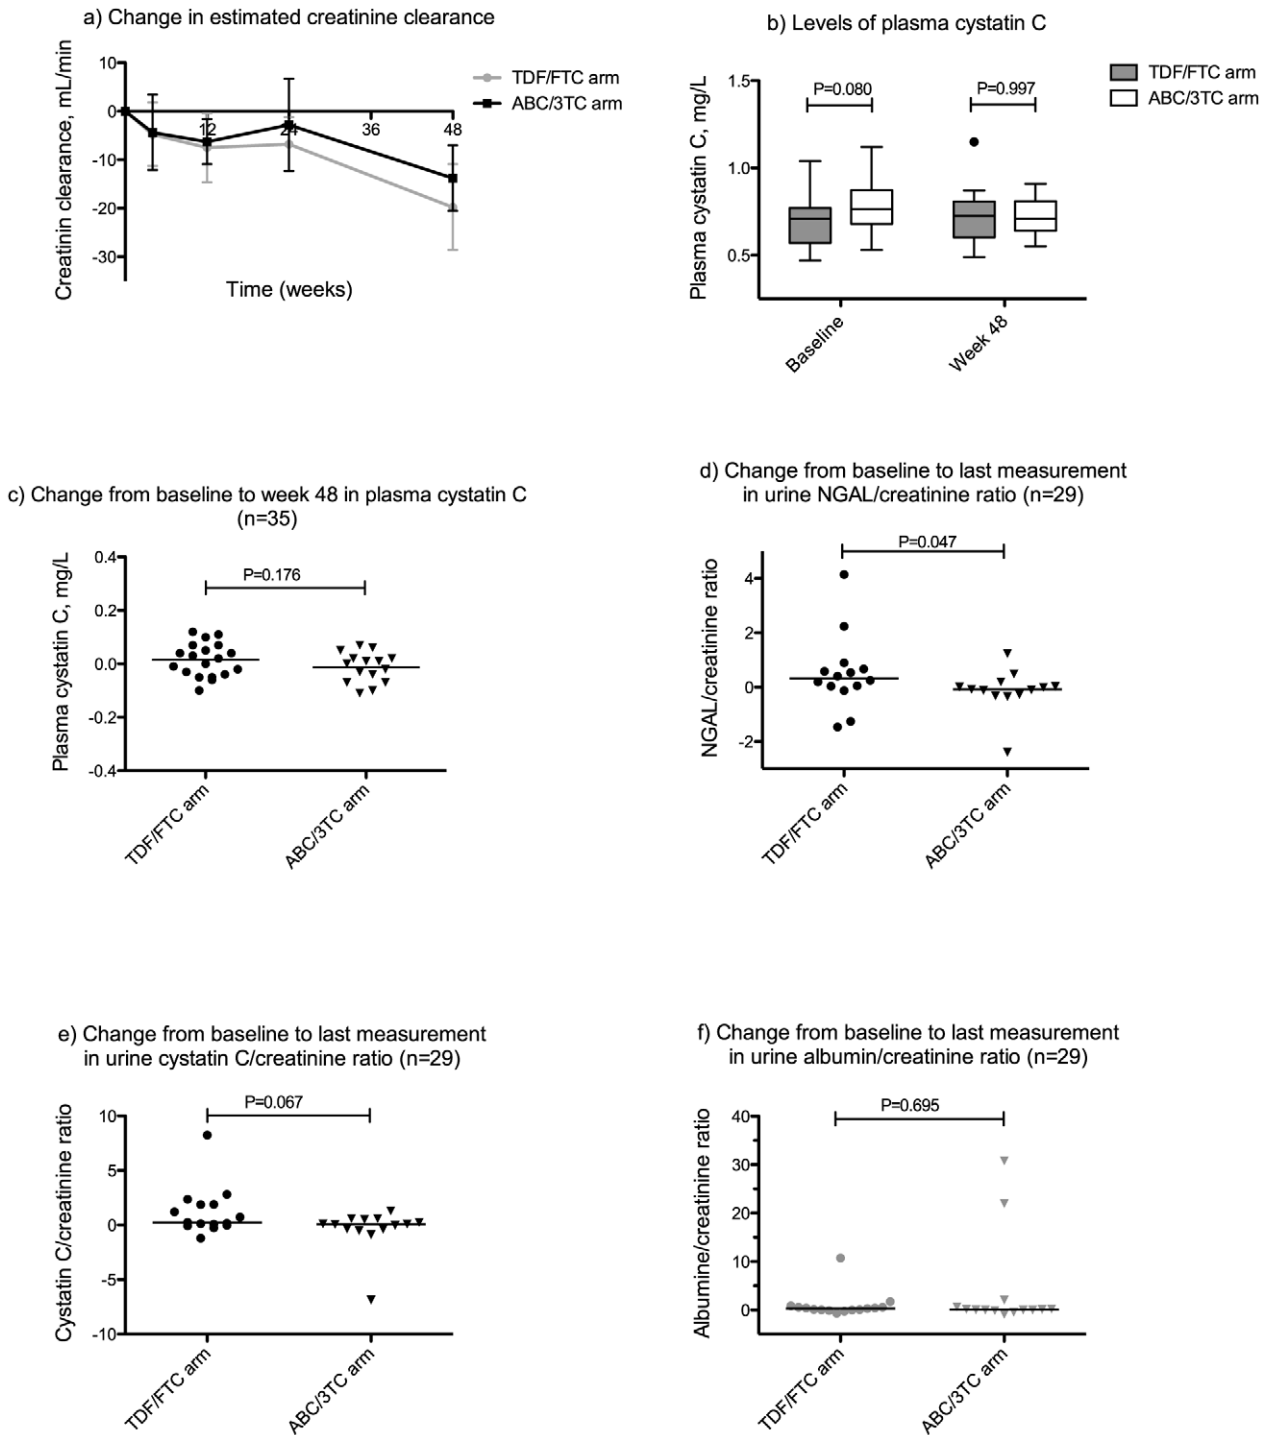 a) Change in estimated creatinine clearance
Creatinin clearance, mL/min
10
0
-10
-20
-30
12
24
36
48
Time (weeks)
TDF/FTC arm
ABC/3TC arm
b) Levels of plasma cystatin C
Plasma cystatin C, mg/L
1.5
1.0
0.5
P=0.080
P=0.997
TDF/FTC arm
ABC/3TC arm
Baseline
Week 48
c) Change from baseline to week 48 in plasma cystatin C
(n=35)
Plasma cystatin C, mg/L
0.4
0.2
0.0
-0.2
-0.4
P=0.176
TDF/FTC arm
ABC/3TC arm
d) Change from baseline to last measurement
in urine NGAL/creatinine ratio (n=29)
NGAL/creatinine ratio
4
2
0
-2
P=0.047
TDF/FTC arm
ABC/3TC arm
e) Change from baseline to last measurement
in urine cystatin C/creatinine ratio (n=29)
Cystatin C/creatinine ratio
10
5
0
-5
-10
P=0.067
TDF/FTC arm
ABC/3TC arm
f) Change from baseline to last measurement
in urine albumin/creatinine ratio (n=29)
Albumine/creatinine ratio
40
30
20
10
0
P=0.695
TDF/FTC arm
ABC/3TC arm